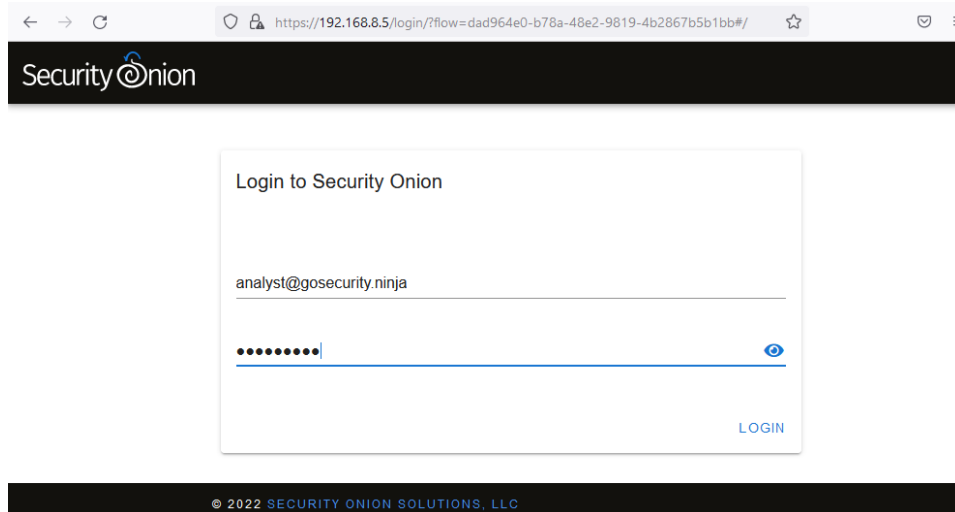 https://192.168.8.5/login/?flow=dad964e0-b78a-48e2-9819-4b2867b5b1bb#/
Security Onion
Login to Security Onion
analyst@gosecurity.ninja
•••••••••
LOGIN
© 2022 SECURITY ONION SOLUTIONS, LLC